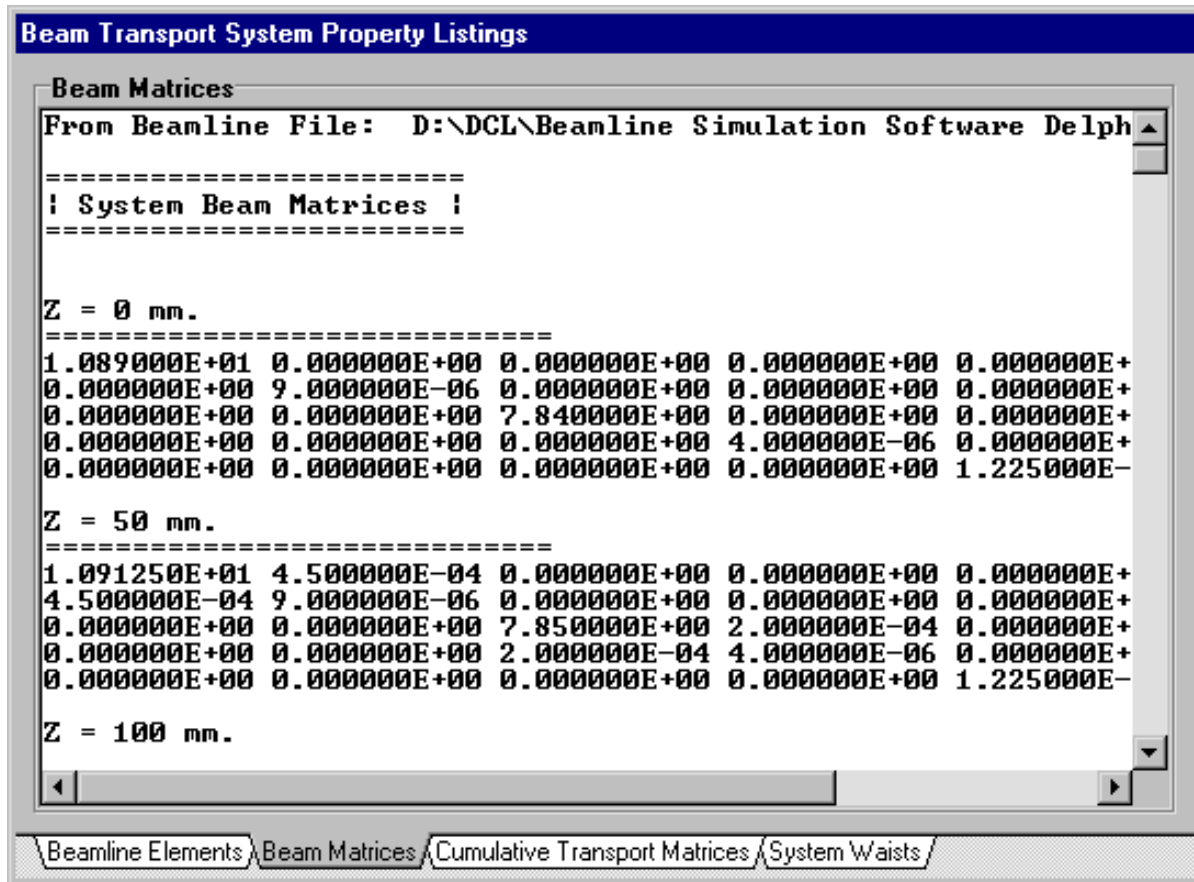 Beam Transport System Property Listings
Beam Matrices
From Beamline File:  D:\DCL\Beamline Simulation Software Delph
========================
¦ System Beam Matrices ¦
========================
Z = 0 mm.
=============================
1.089000E+01 0.000000E+00 0.000000E+00 0.000000E+00 0.000000E+
0.000000E+00 9.000000E-06 0.000000E+00 0.000000E+00 0.000000E+
0.000000E+00 0.000000E+00 7.840000E+00 0.000000E+00 0.000000E+
0.000000E+00 0.000000E+00 0.000000E+00 4.000000E-06 0.000000E+
0.000000E+00 0.000000E+00 0.000000E+00 0.000000E+00 1.225000E-
Z = 50 mm.
=============================
1.091250E+01 4.500000E-04 0.000000E+00 0.000000E+00 0.000000E+
4.500000E-04 9.000000E-06 0.000000E+00 0.000000E+00 0.000000E+
0.000000E+00 0.000000E+00 7.850000E+00 2.000000E-04 0.000000E+
0.000000E+00 0.000000E+00 2.000000E-04 4.000000E-06 0.000000E+
0.000000E+00 0.000000E+00 0.000000E+00 0.000000E+00 1.225000E-
Z = 100 mm.
Beamline Elements Beam Matrices Cumulative Transport Matrices System Waists